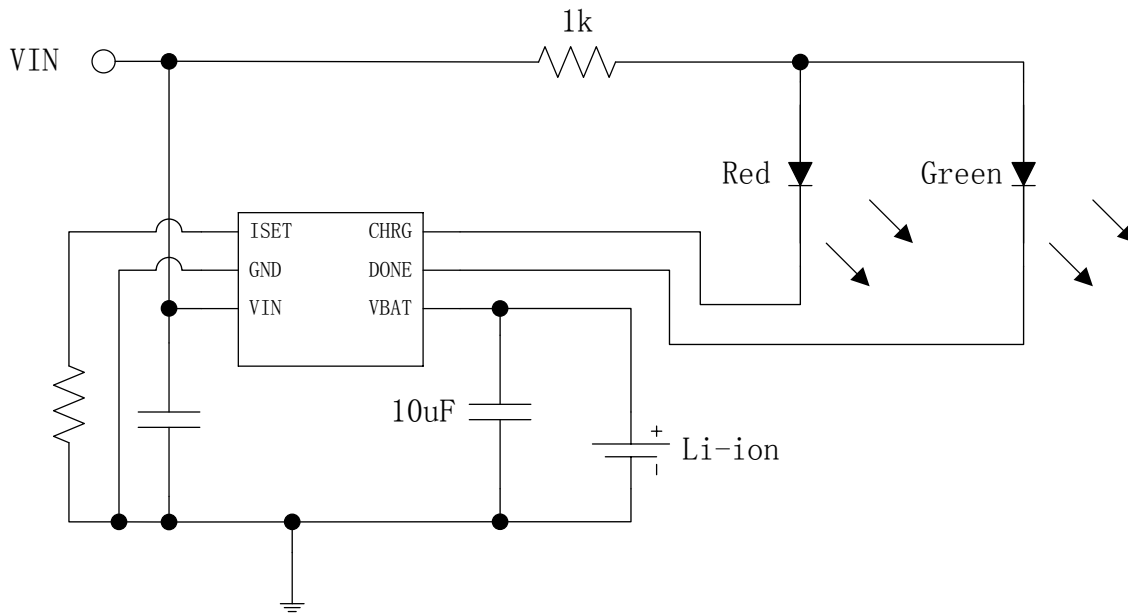 1k
VIN
Red
Green
ISET
CHRG
GND
DONE
VIN
VBAT
10uF
+
Li-ion
-